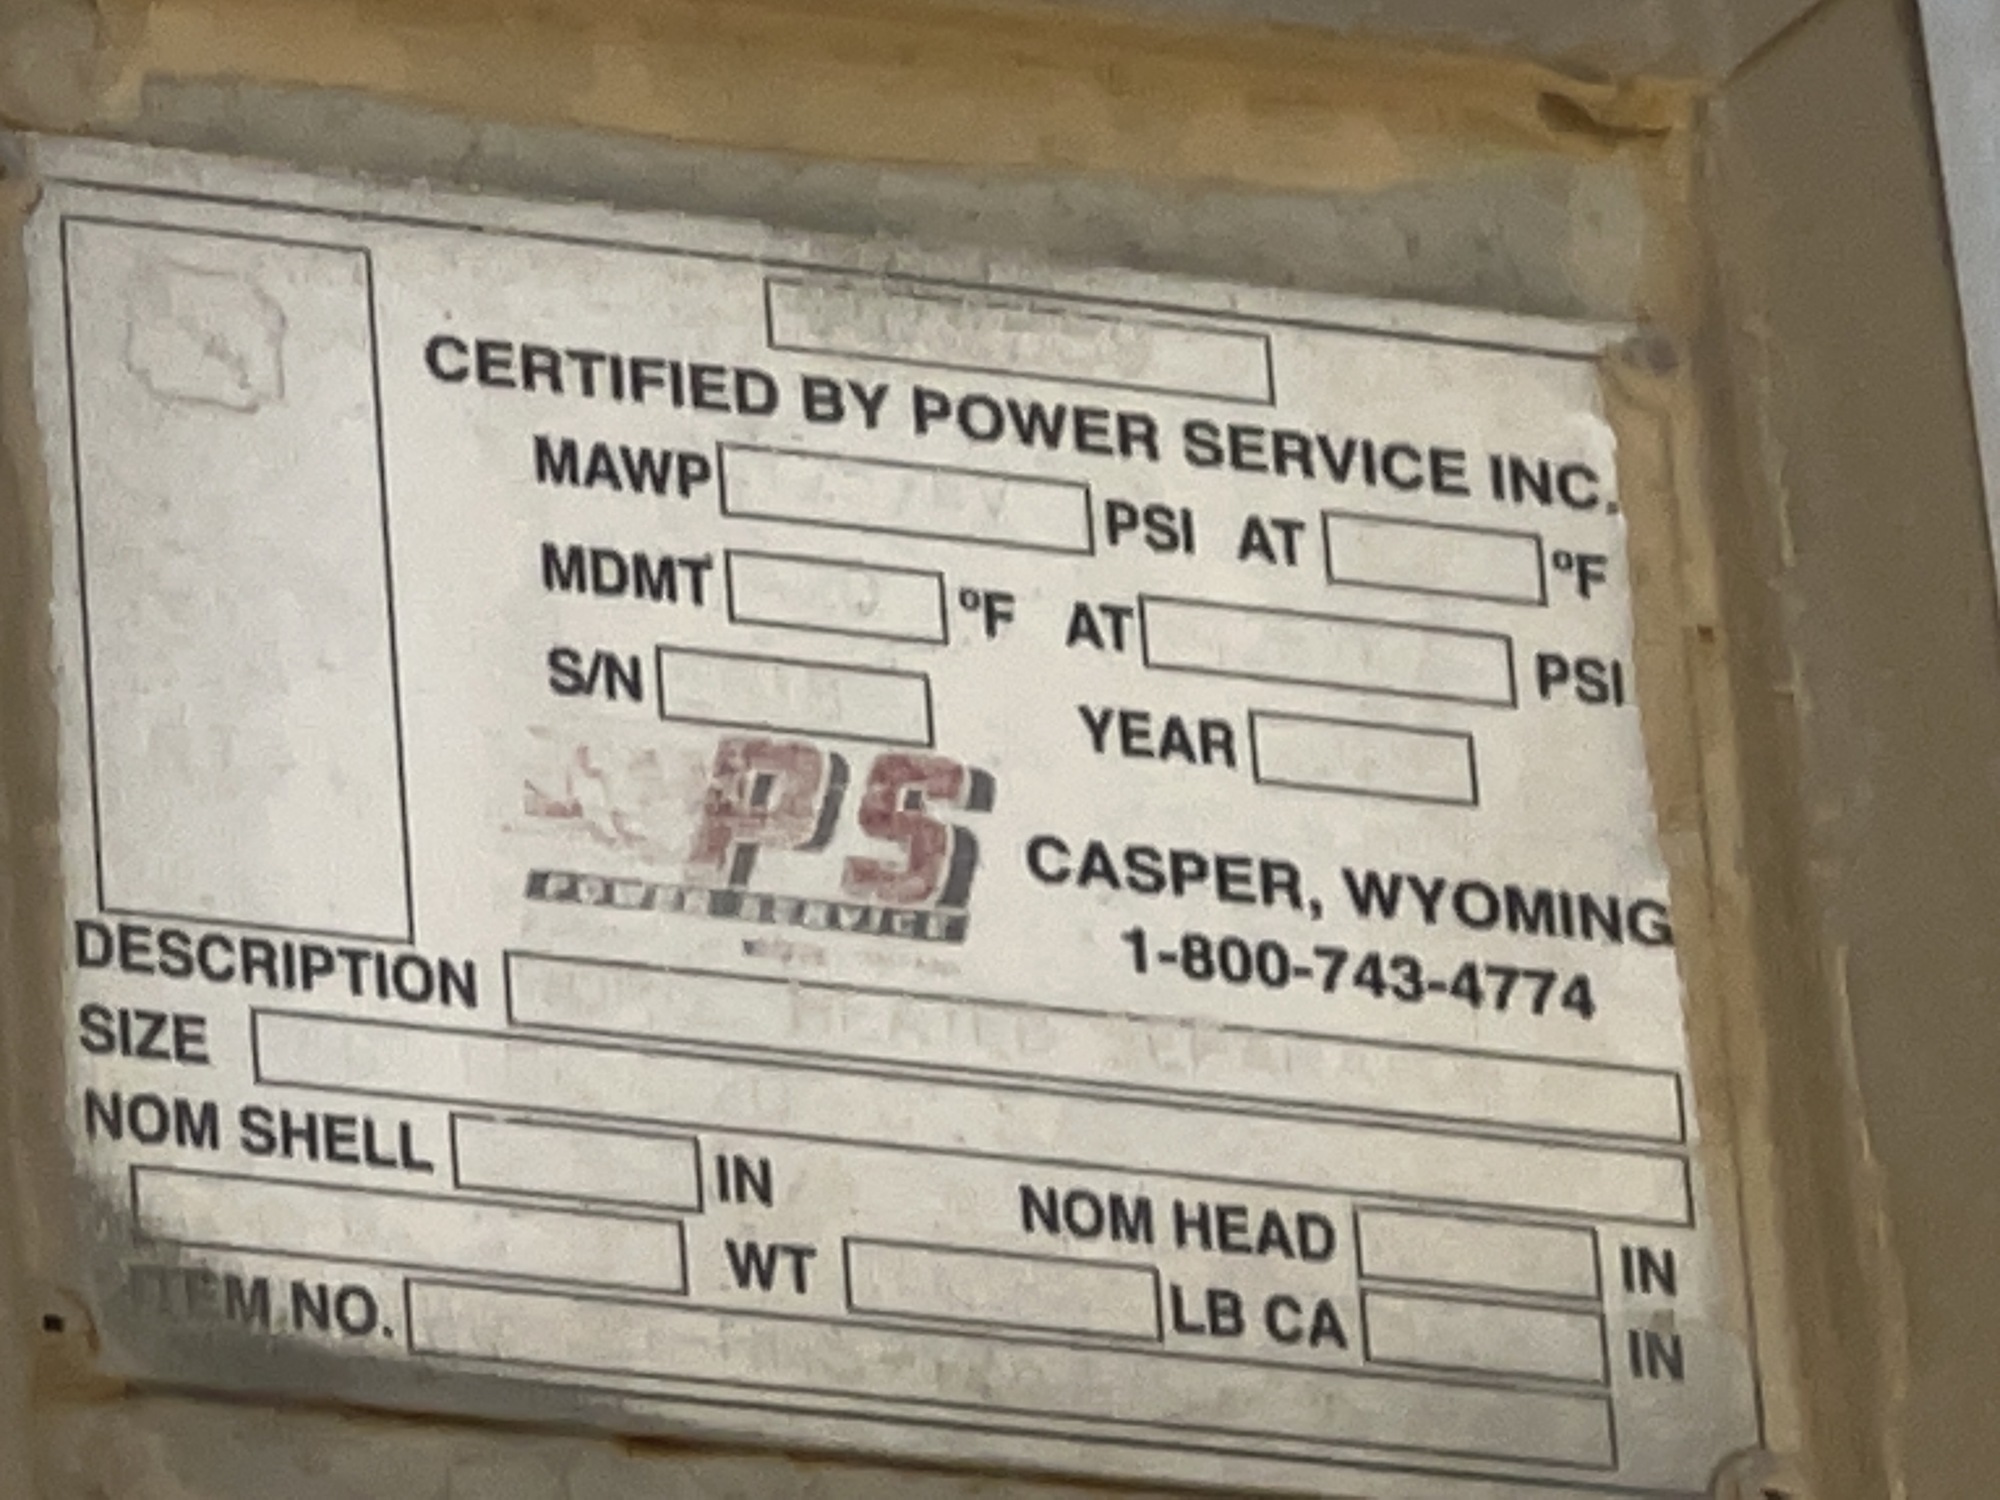 CERTIFIED BY POWER SERVICE INC.
MAWP PSI AT °F
MDMT °F AT PSI
S/N YEAR
PS
POWER SERVICE
CASPER, WYOMING
1-800-743-4774
DESCRIPTION
SIZE
NOM SHELL IN NOM HEAD IN
WT LB CA IN
ITEM NO.